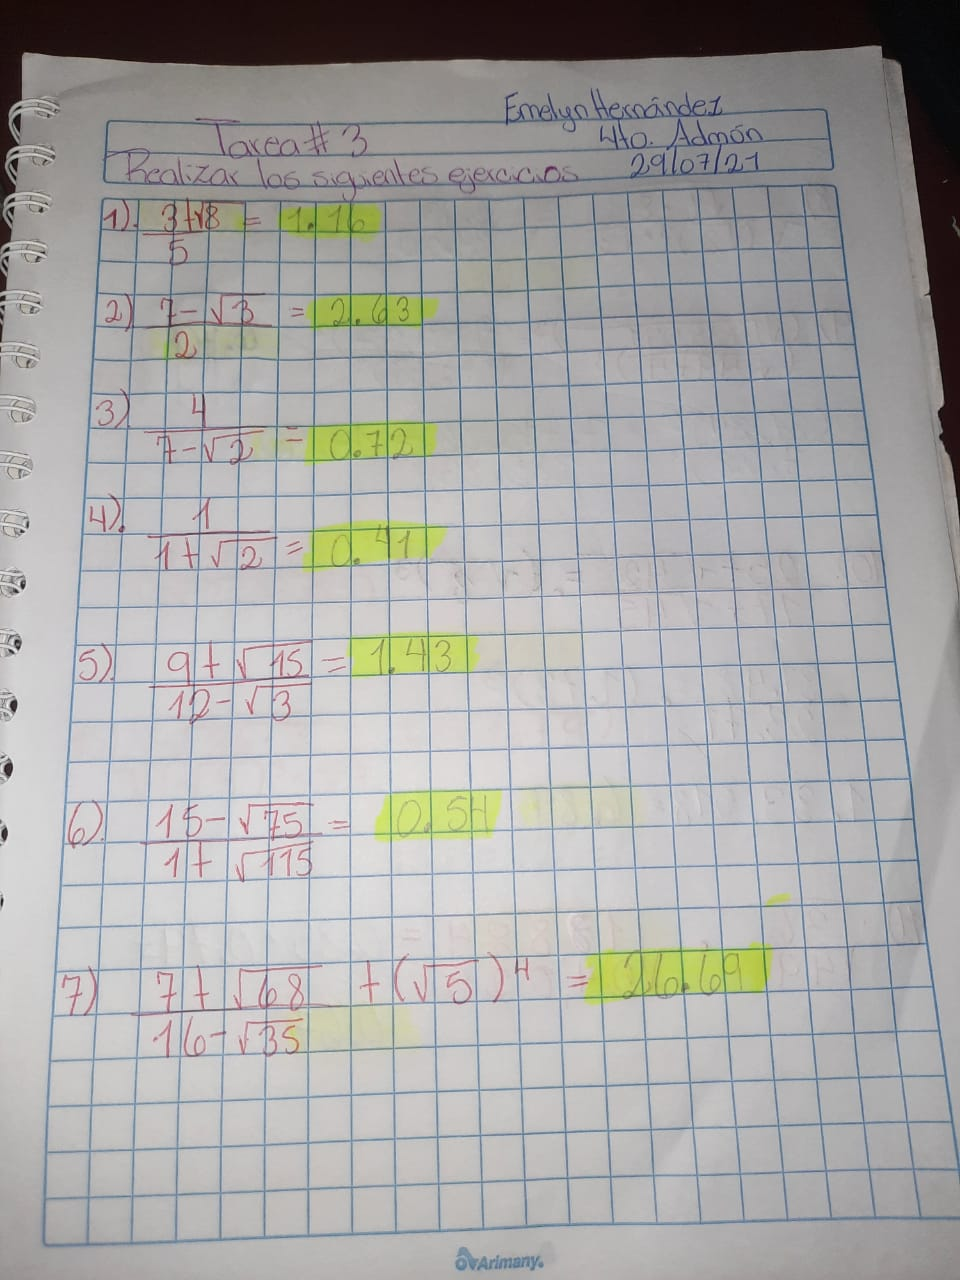 Emelyn Hernández
Tarea # 3 4to. Admón
Realizar los siguientes ejercicios 29/07/21
1). 3+√8 = 1.16
5
2) 7-√3 = 2.63
2
3) 4
7-√2 = 0.72
4). 1
1+√2 = 0.41
5). 9+√15 = 1.43
12-√3
6). 15-√75 = 0.54
1+√115
7) 7+√68 +(√5)⁴ = 26.69
16-√35
Arimany.